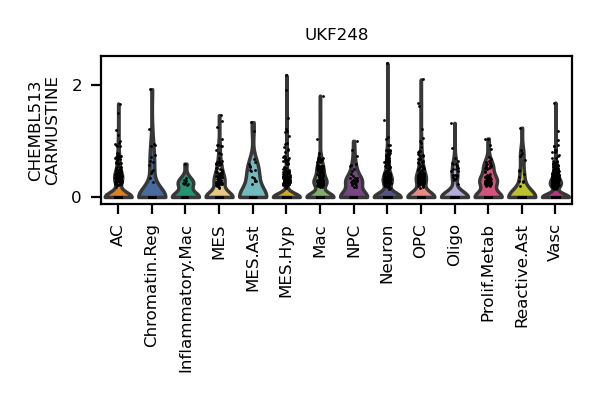 UKF248
CHEMBL513
CARMUSTINE
2
0
AC
Chromatin.Reg
Inflammatory.Mac
MES
MES.Ast
MES.Hyp
Mac
NPC
Neuron
OPC
Oligo
Prolif.Metab
Reactive.Ast
Vasc